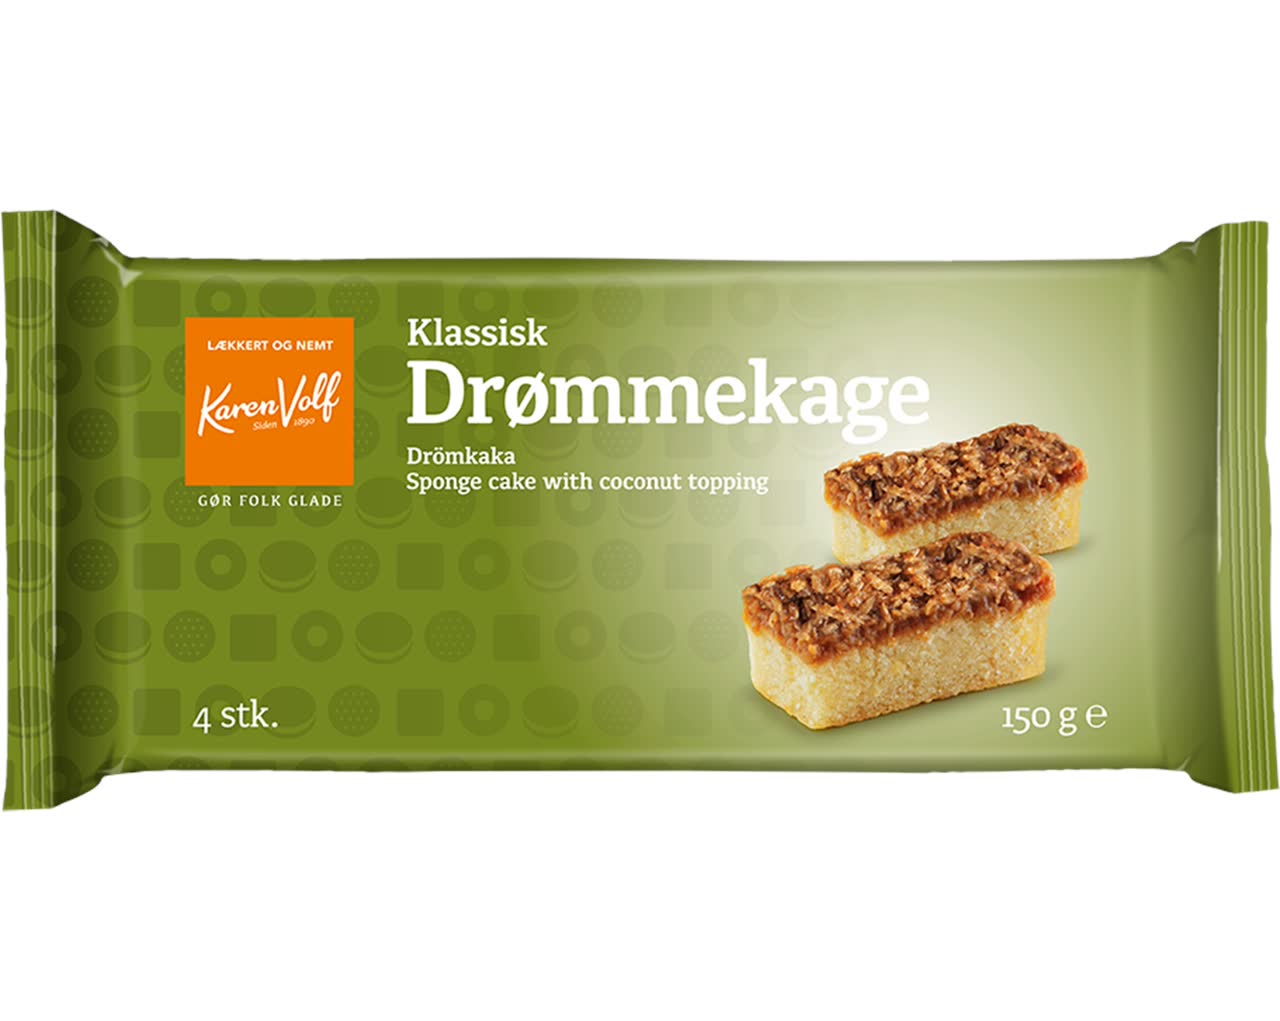 LÆKKERT OG NEMT
Karen Volf
Siden 1890
GØR FOLK GLADE
Klassisk
Drømmekage
Drömkaka
Sponge cake with coconut topping
4 stk.
150 g ℮